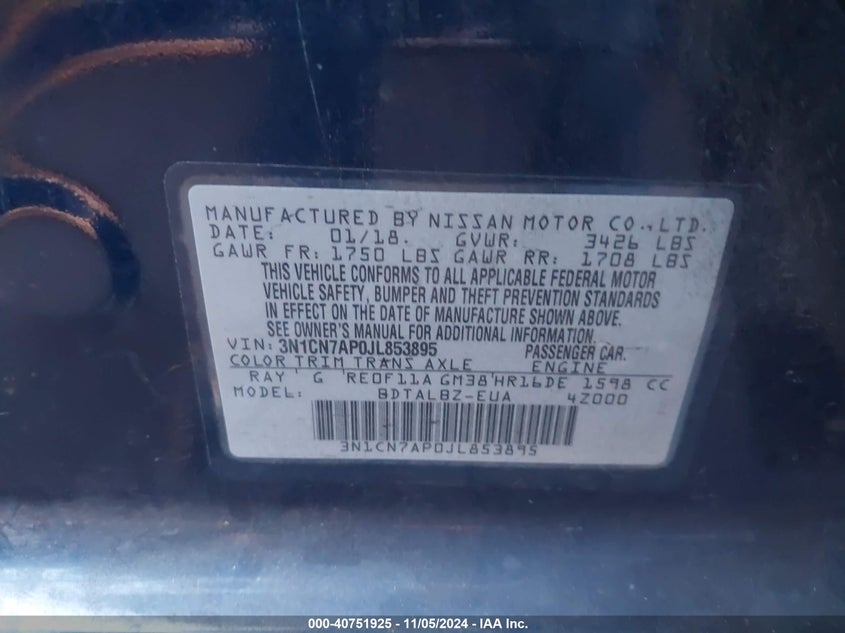 MANUFACTURED BY NISSAN MOTOR CO.,LTD.
DATE: 01/18. GVWR: 3426 LBS
GAWR FR: 1750 LBS GAWR RR: 1708 LBS
THIS VEHICLE CONFORMS TO ALL APPLICABLE FEDERAL MOTOR
VEHICLE SAFETY, BUMPER AND THEFT PREVENTION STANDARDS
IN EFFECT ON THE DATE OF MANUFACTURE SHOWN ABOVE.
SEE OWNER'S MANUAL FOR ADDITIONAL INFORMATION.
VIN: 3N1CN7AP0JL853895 PASSENGER CAR.
COLOR TRIM TRANS AXLE ENGINE
RAY G RE0F11A GM38 HR16DE 1598 CC
MODEL: BDTALBZ-EUA 4Z000
3N1CN7AP0JL853895
000-40751925 - 11/05/2024 - IAA Inc.